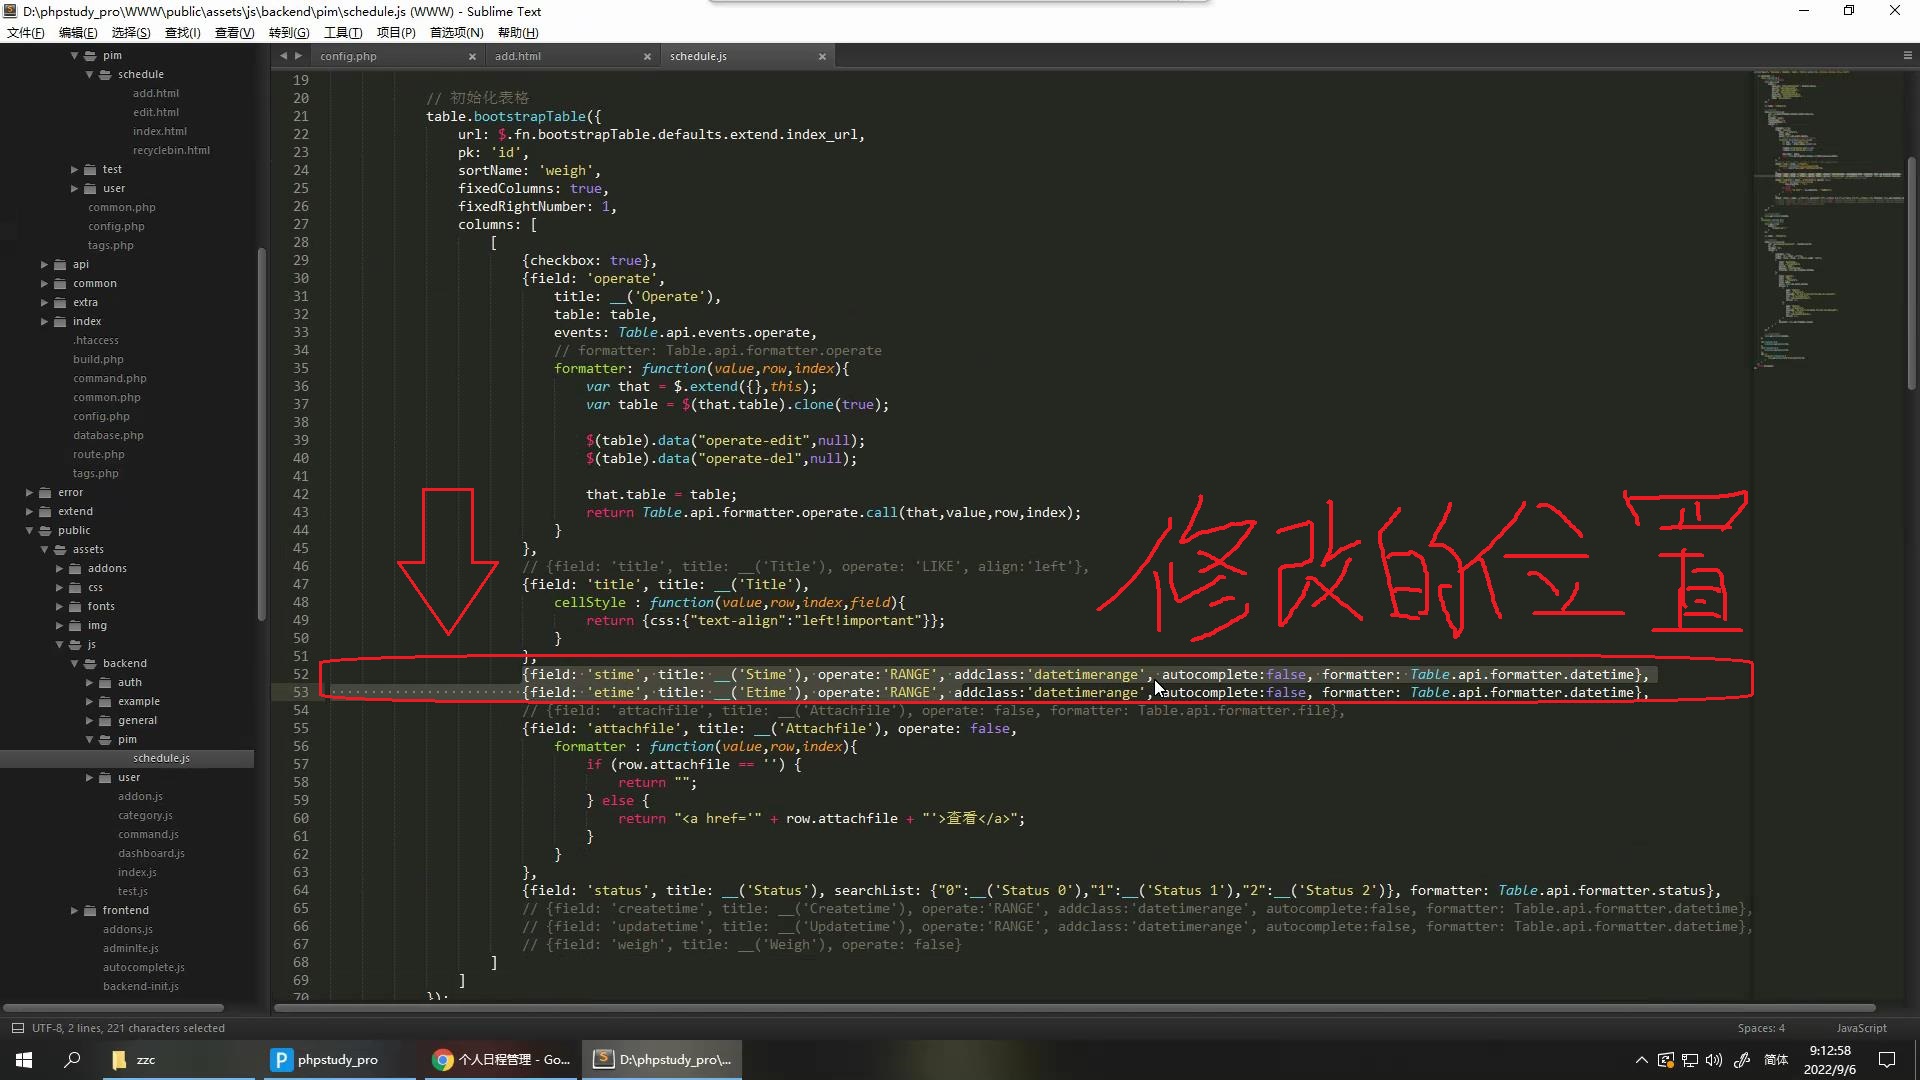 D:\phpstudy_pro\WWW\public\assets\js\backend\pim\schedule.js (WWW) - Sublime Text
文件(F) 编辑(E) 选择(S) 查找(I) 查看(V) 转到(G) 工具(T) 项目(P) 首选项(N) 帮助(H)
pim
schedule
add.html
edit.html
index.html
recyclebin.html
test
user
common.php
config.php
tags.php
api
common
extra
index
.htaccess
build.php
command.php
common.php
config.php
database.php
route.php
tags.php
error
extend
public
assets
addons
css
fonts
img
js
backend
auth
example
general
pim
schedule.js
user
addon.js
category.js
command.js
dashboard.js
index.js
test.js
frontend
addons.js
adminlte.js
autocomplete.js
backend-init.js
config.php add.html schedule.js
19
20 // 初始化表格
21 table.bootstrapTable({
22 url: $.fn.bootstrapTable.defaults.extend.index_url,
23 pk: 'id',
24 sortName: 'weigh',
25 fixedColumns: true,
26 fixedRightNumber: 1,
27 columns: [
28 [
29 {checkbox: true},
30 {field: 'operate',
31 title: __('Operate'),
32 table: table,
33 events: Table.api.events.operate,
34 // formatter: Table.api.formatter.operate
35 formatter: function(value,row,index){
36 var that = $.extend({},this);
37 var table = $(that.table).clone(true);
38
39 $(table).data("operate-edit",null);
40 $(table).data("operate-del",null);
41
42 that.table = table;
43 return Table.api.formatter.operate.call(that,value,row,index);
44 }
45 },
46 // {field: 'title', title: __('Title'), operate: 'LIKE', align:'left'},
47 {field: 'title', title: __('Title'),
48 cellStyle : function(value,row,index,field){
49 return {css:{"text-align":"left!important"}};
50 }
51 },
修改的位置
52 {field: 'stime', title: __('Stime'), operate:'RANGE', addclass:'datetimerange', autocomplete:false, formatter: Table.api.formatter.datetime},
53 {field: 'etime', title: __('Etime'), operate:'RANGE', addclass:'datetimerange', autocomplete:false, formatter: Table.api.formatter.datetime},
54 // {field: 'attachfile', title: __('Attachfile'), operate: false, formatter: Table.api.formatter.file},
55 {field: 'attachfile', title: __('Attachfile'), operate: false,
56 formatter : function(value,row,index){
57 if (row.attachfile == '') {
58 return "";
59 } else {
60 return "<a href='" + row.attachfile + "'>查看</a>";
61 }
62 }
63 },
64 {field: 'status', title: __('Status'), searchList: {"0":__('Status 0'),"1":__('Status 1'),"2":__('Status 2')}, formatter: Table.api.formatter.status},
65 // {field: 'createtime', title: __('Createtime'), operate:'RANGE', addclass:'datetimerange', autocomplete:false, formatter: Table.api.formatter.datetime},
66 // {field: 'updatetime', title: __('Updatetime'), operate:'RANGE', addclass:'datetimerange', autocomplete:false, formatter: Table.api.formatter.datetime},
67 // {field: 'weigh', title: __('Weigh'), operate: false}
68 ]
69 ]
70 });
UTF-8, 2 lines, 221 characters selected Spaces: 4 JavaScript
zzc phpstudy_pro 个人日程管理 - Go... D:\phpstudy_pro\... 简体 9:12:58
2022/9/6